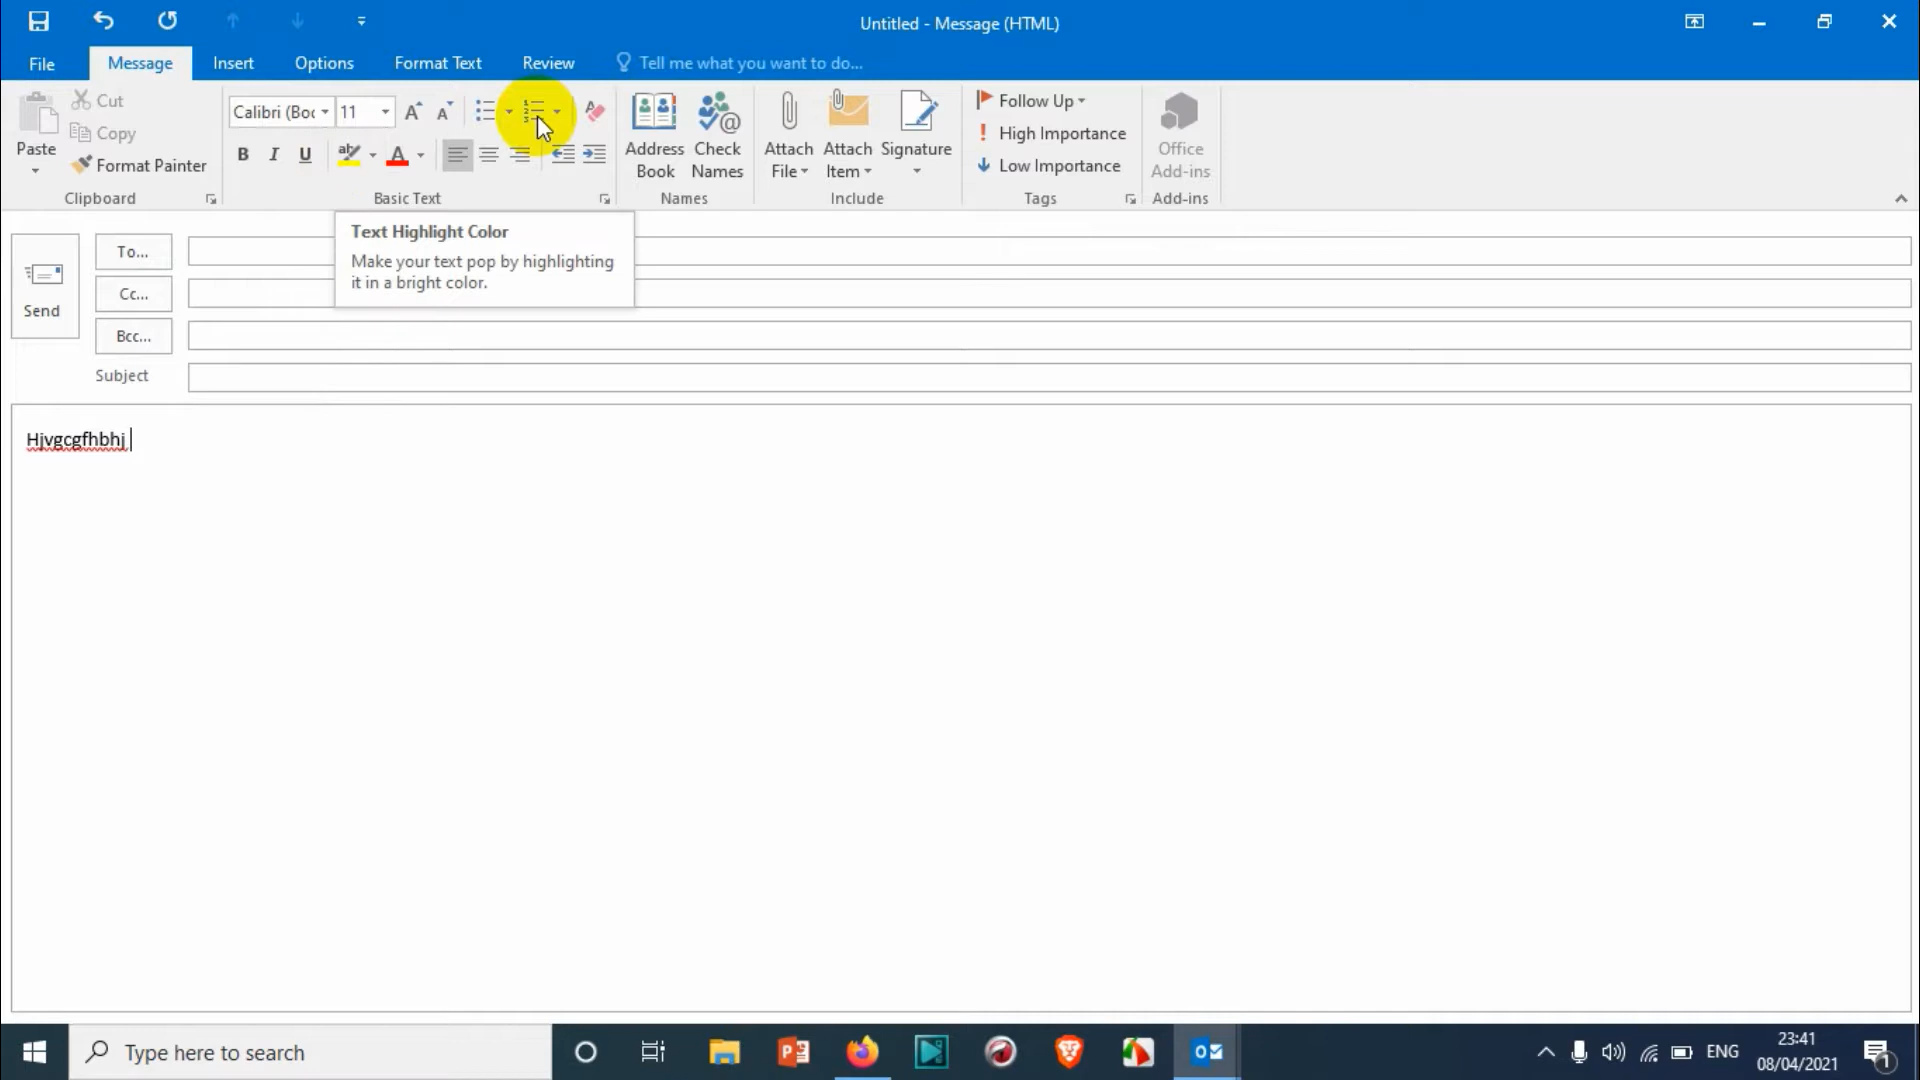 Untitled - Message (HTML)
File Message Insert Options Format Text Review Tell me what you want to do...
Paste
Cut
Copy
Format Painter
Clipboard
Calibri (Boc 11
B I U
Basic Text
Address Book
Check Names
Names
Attach File
Attach Item
Signature
Include
Follow Up
High Importance
Low Importance
Tags
Office Add-ins
Add-ins
Text Highlight Color
Make your text pop by highlighting
it in a bright color.
Send
To...
Cc...
Bcc...
Subject
Hjvgcgfhbhj
Type here to search
ENG
23:41
08/04/2021
1